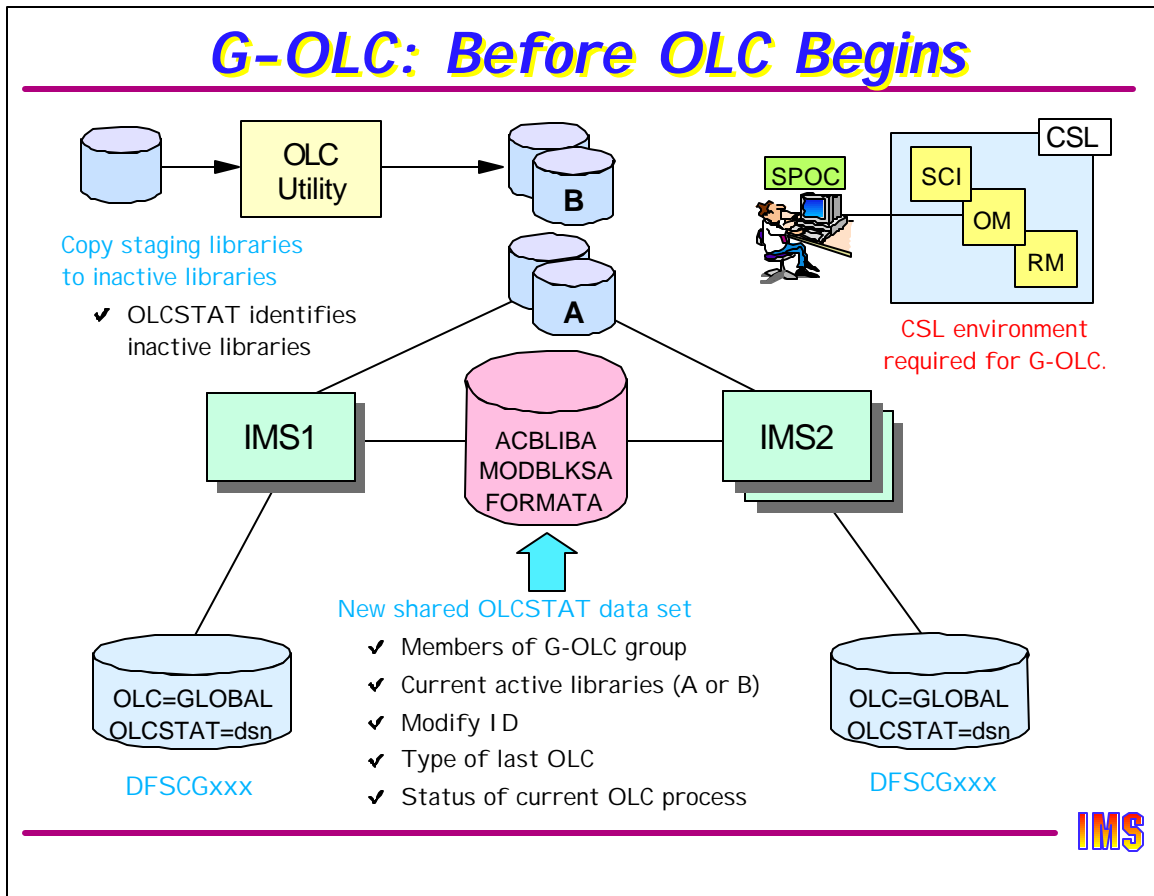 G-OLC: Before OLC Begins
OLC
Utility
B
A
Copy staging libraries
to inactive libraries
✔ OLCSTAT identifies
inactive libraries
SPOC
CSL
SCI
OM
RM
CSL environment
required for G-OLC.
IMS1
ACBLIBA
MODBLKSA
FORMATA
IMS2
New shared OLCSTAT data set
✔ Members of G-OLC group
✔ Current active libraries (A or B)
✔ Modify ID
✔ Type of last OLC
✔ Status of current OLC process
OLC=GLOBAL
OLCSTAT=dsn
DFSCGxxx
OLC=GLOBAL
OLCSTAT=dsn
DFSCGxxx
IMS